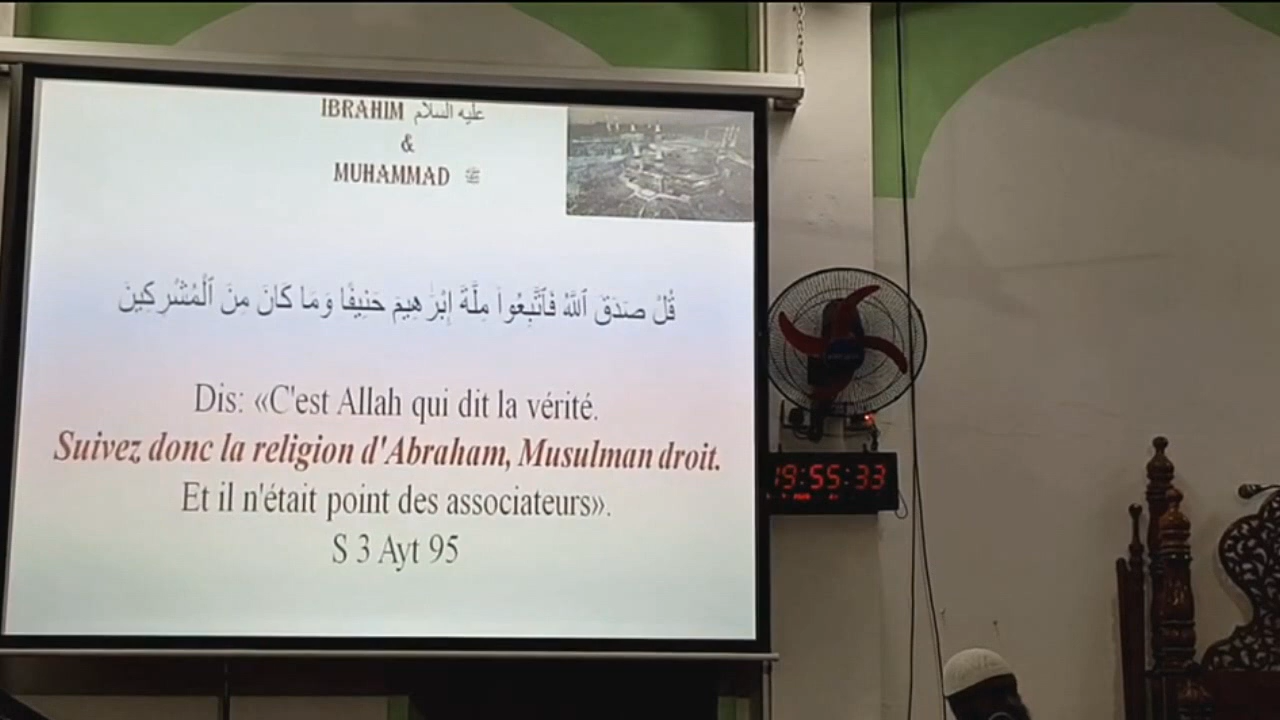 IBRAHIM عليه السلام
&
MUHAMMAD ﷺ
قُلْ صَدَقَ ٱللَّهُ فَٱتَّبِعُوا۟ مِلَّةَ إِبْرَٰهِيمَ حَنِيفًا وَمَا كَانَ مِنَ ٱلْمُشْرِكِينَ
Dis: «C'est Allah qui dit la vérité.
Suivez donc la religion d'Abraham, Musulman droit.
Et il n'était point des associateurs».
S 3 Ayt 95
19:55:33